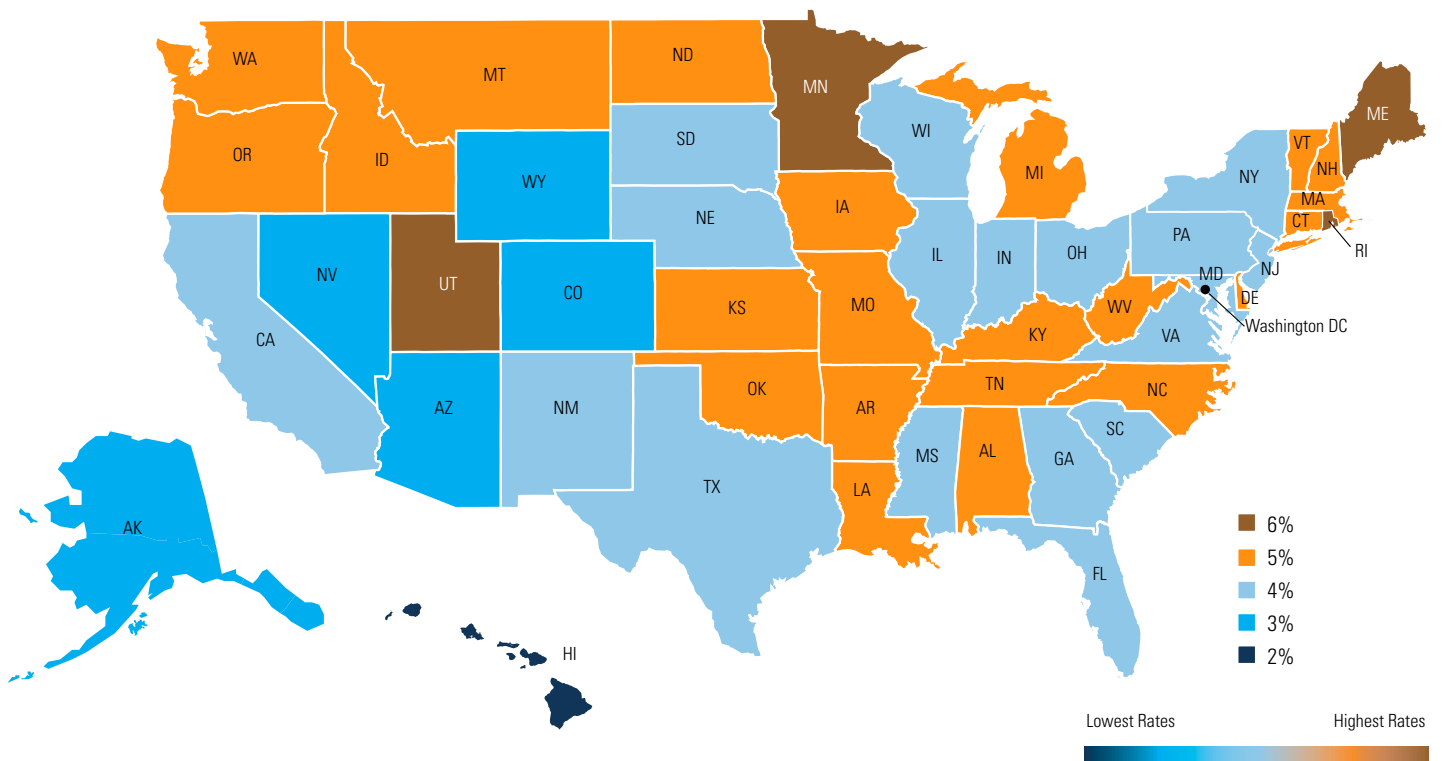 WA
MT
ND
MN
ME
OR
ID
SD
WI
MI
VT
NH
NY
MA
CT
RI
WY
IA
NE
PA
NJ
NV
UT
CO
IL
IN
OH
MD
DE
Washington DC
CA
KS
MO
KY
WV
VA
AZ
NM
OK
AR
TN
NC
TX
LA
MS
AL
GA
SC
FL
AK
HI
6%
5%
4%
3%
2%
Lowest Rates
Highest Rates